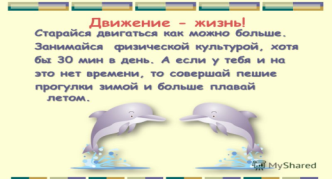 Движение - жизнь!
Старайся двигаться как можно больше.
Занимайся физической культурой, хотя
бы 30 мин в день. А если у тебя и на
это нет времени, то совершай пешие
прогулки зимой и больше плавай
летом.
MyShared